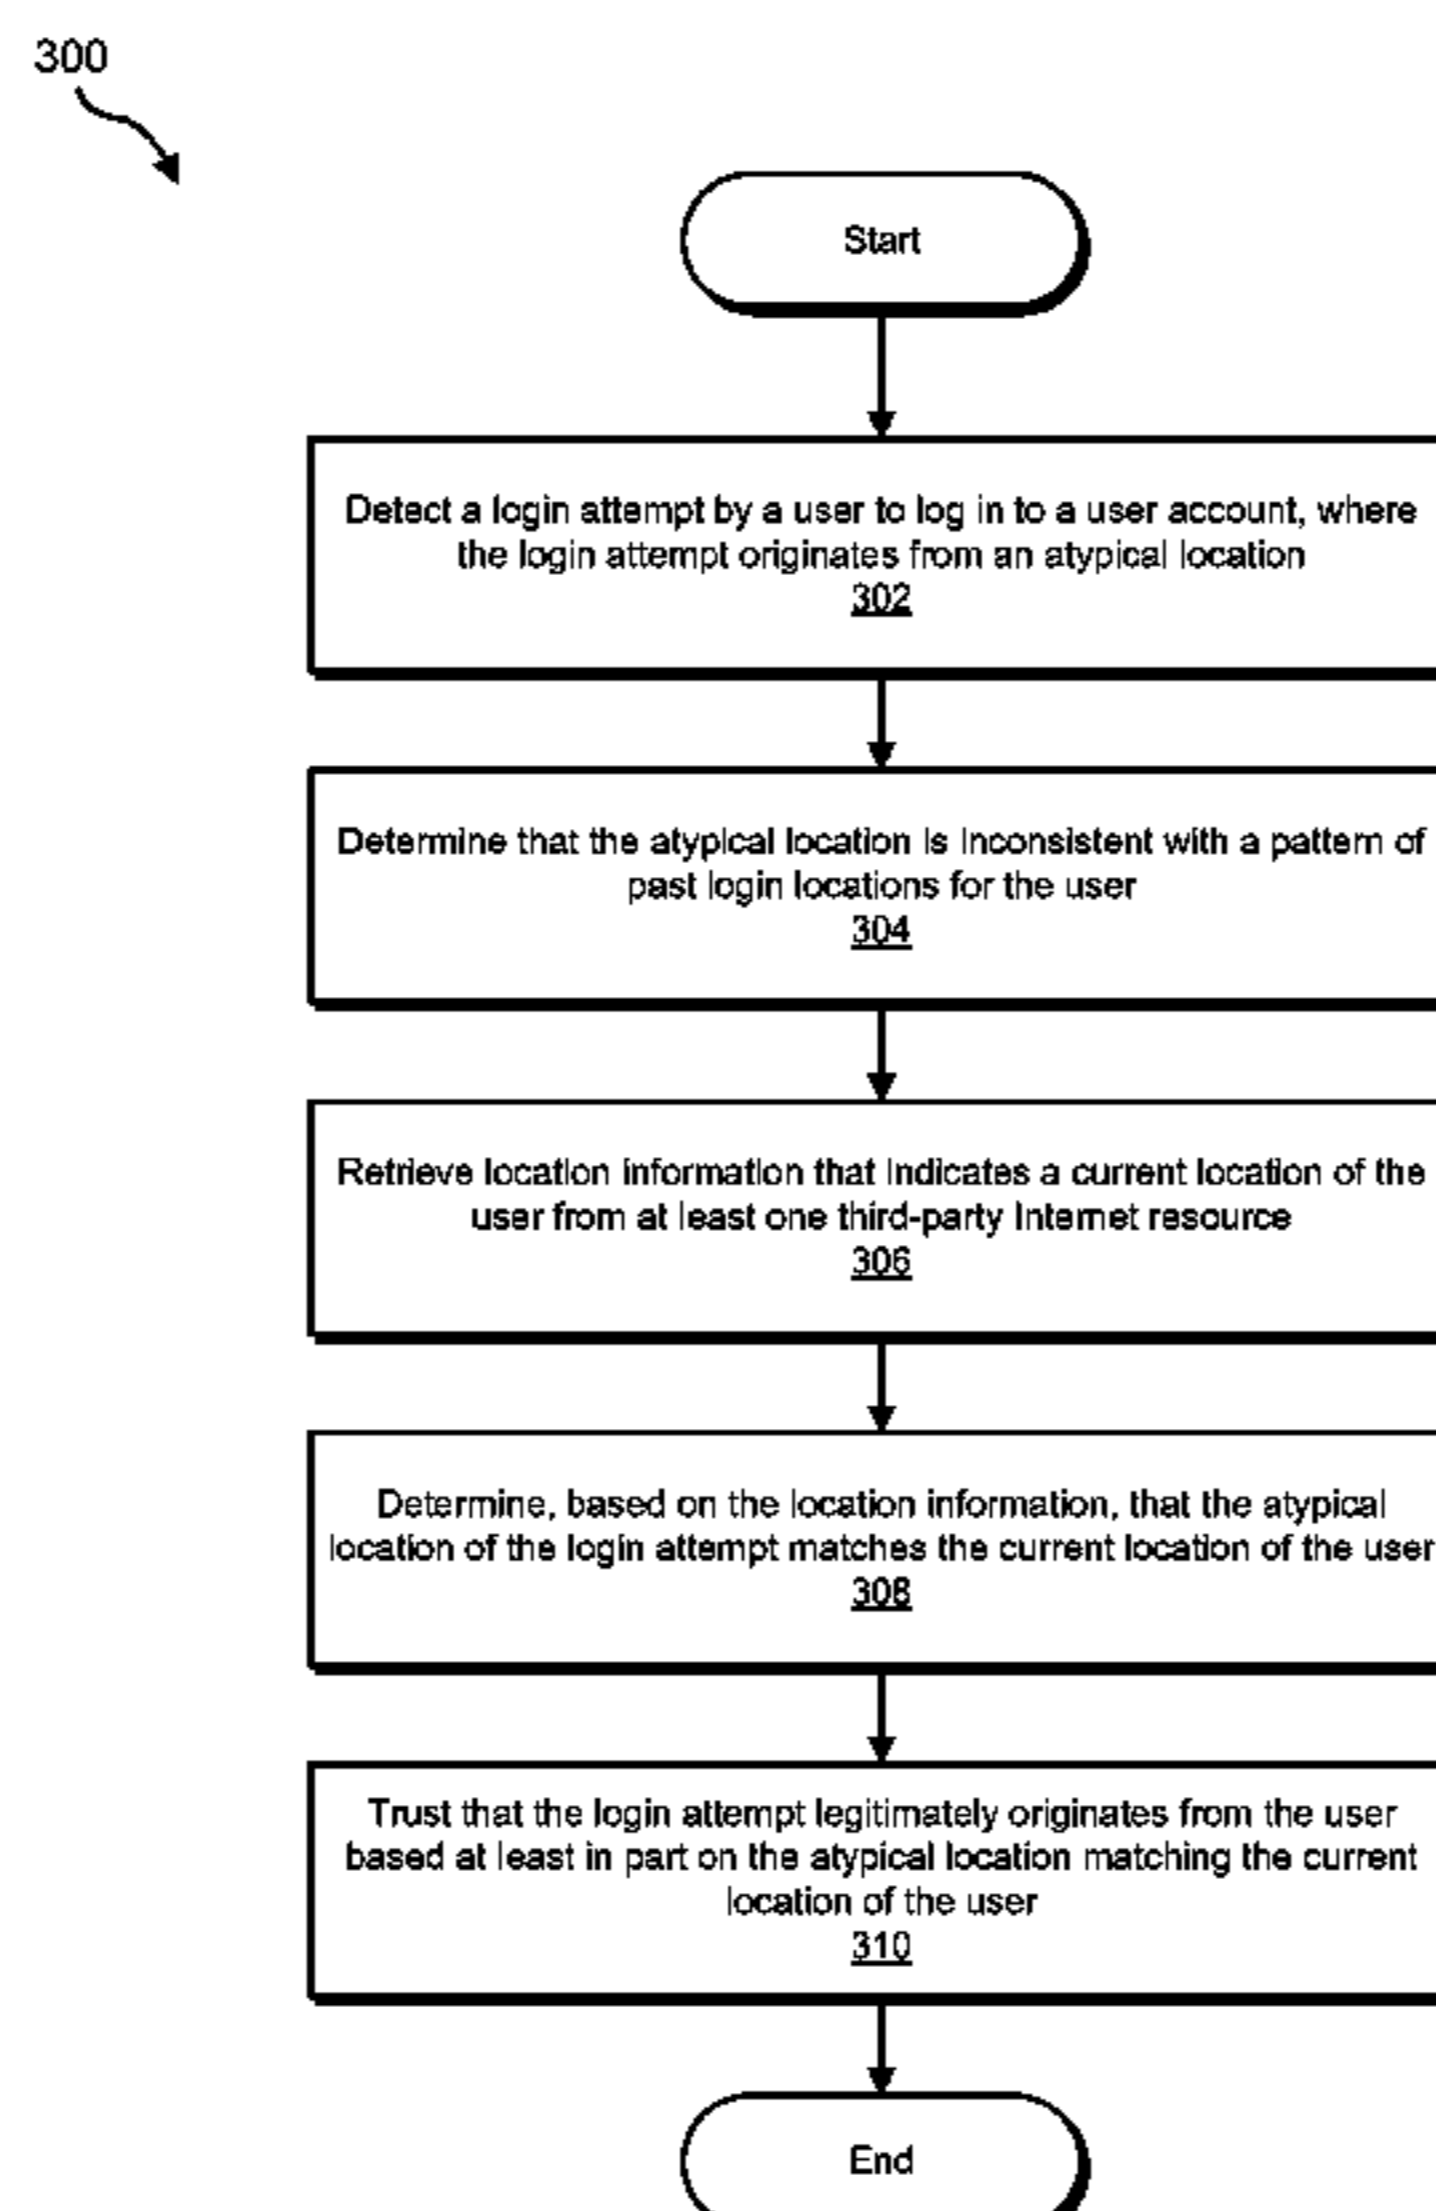 300
Start
Detect a login attempt by a user to log in to a user account, where
the login attempt originates from an atypical location
302
Determine that the atypical location is inconsistent with a pattern of
past login locations for the user
304
Retrieve location information that indicates a current location of the
user from at least one third-party Internet resource
306
Determine, based on the location information, that the atypical
location of the login attempt matches the current location of the user
308
Trust that the login attempt legitimately originates from the user
based at least in part on the atypical location matching the current
location of the user
310
End